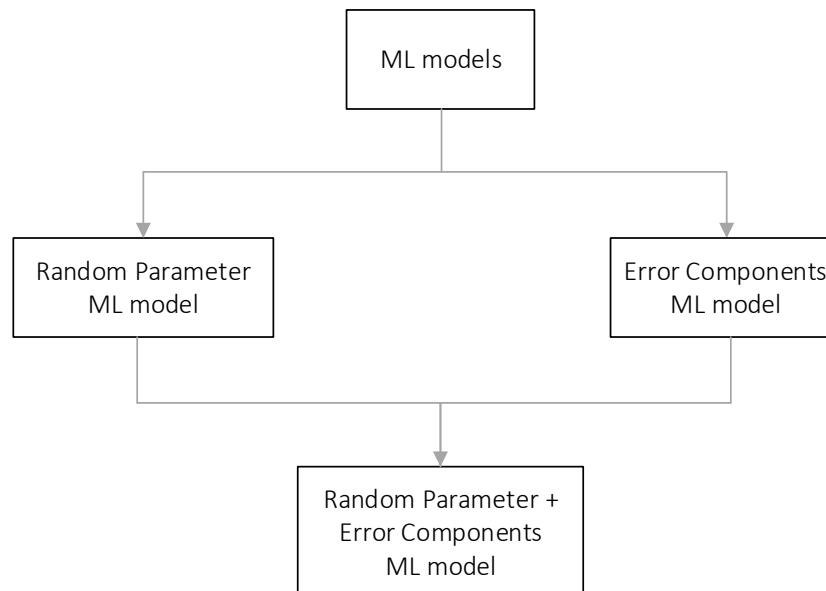 ML models
Random Parameter
ML model
Error Components
ML model
Random Parameter +
Error Components
ML model